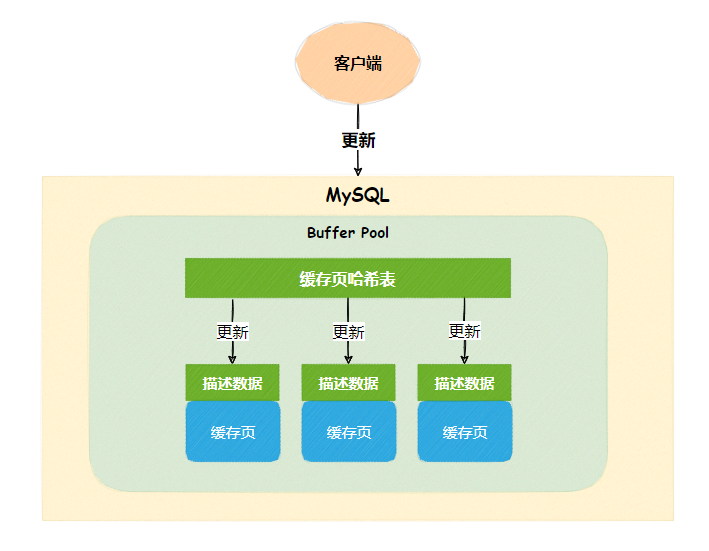 客户端
更新
MySQL
Buffer Pool
缓存页哈希表
更新
更新
更新
描述数据
描述数据
描述数据
缓存页
缓存页
缓存页